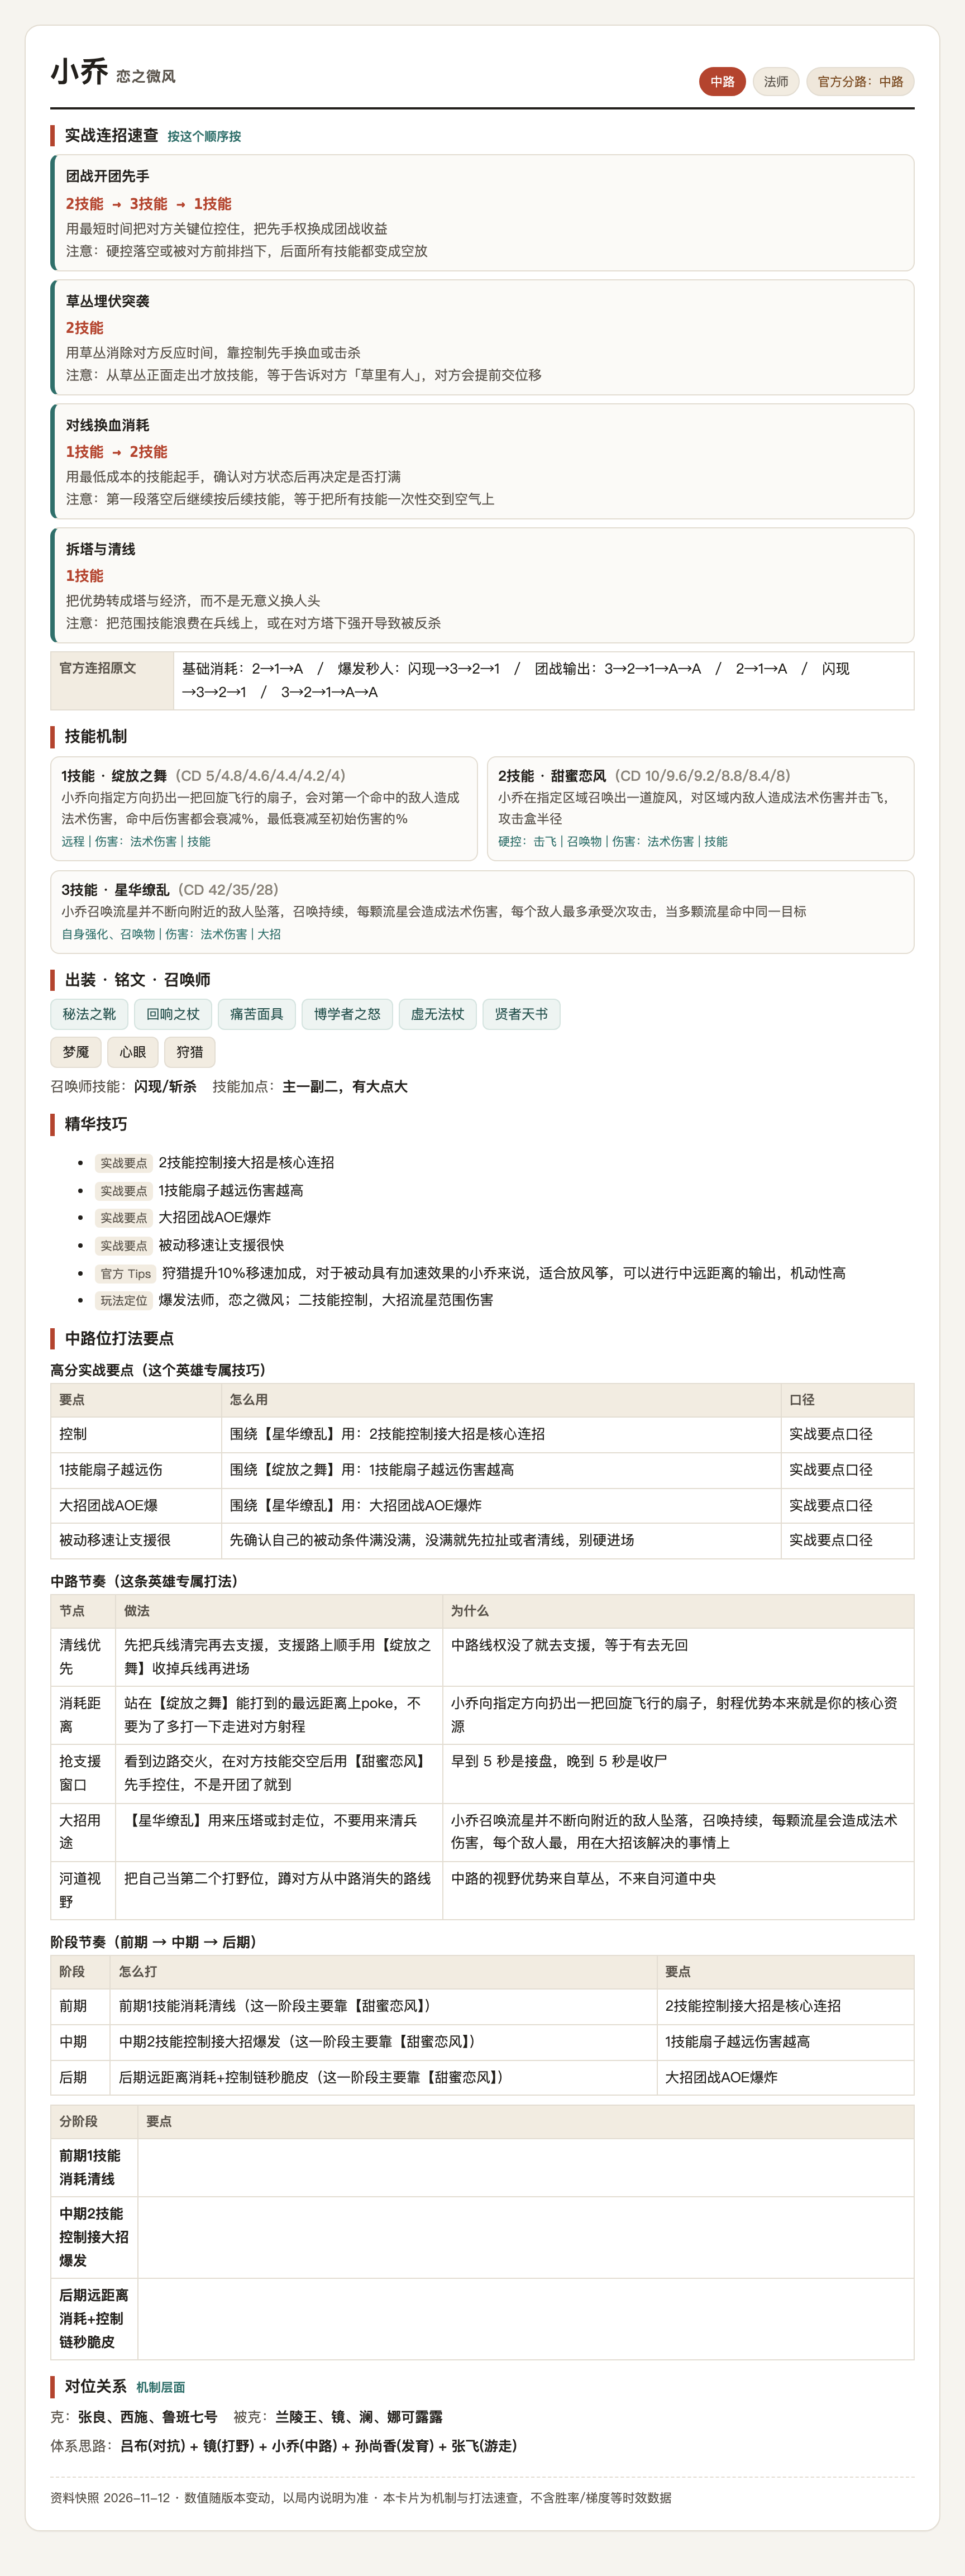 小乔 恋之微风
中路 法师 官方分路：中路
实战连招速查 按这个顺序按
团战开团先手
2技能 → 3技能 → 1技能
用最短时间把对方关键位控住，把先手权换成团战收益
注意：硬控落空或被对方前排挡下，后面所有技能都变成空放
草丛埋伏突袭
2技能
用草丛消除对方反应时间，靠控制先手换血或击杀
注意：从草丛正面走出才放技能，等于告诉对方「草里有人」，对方会提前交位移
对线换血消耗
1技能 → 2技能
用最低成本的技能起手，确认对方状态后再决定是否打满
注意：第一段落空后继续按后续技能，等于把所有技能一次性交到空气上
拆塔与清线
1技能
把优势转成塔与经济，而不是无意义换人头
注意：把范围技能浪费在兵线上，或在对方塔下强开导致被反杀
官方连招原文 基础消耗：2→1→A / 爆发秒人：闪现→3→2→1 / 团战输出：3→2→1→A→A / 2→1→A / 闪现
→3→2→1 / 3→2→1→A→A
技能机制
1技能 · 绽放之舞（CD 5/4.8/4.6/4.4/4.2/4）
小乔向指定方向扔出一把回旋飞行的扇子，会对第一个命中的敌人造成
法术伤害，命中后伤害都会衰减%，最低衰减至初始伤害的%
远程 | 伤害：法术伤害 | 技能
2技能 · 甜蜜恋风（CD 10/9.6/9.2/8.8/8.4/8）
小乔在指定区域召唤出一道旋风，对区域内敌人造成法术伤害并击飞，
攻击盒半径
硬控：击飞 | 召唤物 | 伤害：法术伤害 | 技能
3技能 · 星华缭乱（CD 42/35/28）
小乔召唤流星并不断向附近的敌人坠落，召唤持续，每颗流星会造成法术伤害，每个敌人最多承受次攻击，当多颗流星命中同一目标
自身强化、召唤物 | 伤害：法术伤害 | 大招
出装 · 铭文 · 召唤师
秘法之靴 回响之杖 痛苦面具 博学者之怒 虚无法杖 贤者天书
梦魇 心眼 狩猎
召唤师技能：闪现/斩杀 技能加点：主一副二，有大点大
精华技巧
• 实战要点 2技能控制接大招是核心连招
• 实战要点 1技能扇子越远伤害越高
• 实战要点 大招团战AOE爆炸
• 实战要点 被动移速让支援很快
• 官方 Tips 狩猎提升10%移速加成，对于被动具有加速效果的小乔来说，适合放风筝，可以进行中远距离的输出，机动性高
• 玩法定位 爆发法师，恋之微风；二技能控制，大招流星范围伤害
中路位打法要点
高分实战要点（这个英雄专属技巧）
要点 怎么用 口径
控制 围绕【星华缭乱】用：2技能控制接大招是核心连招 实战要点口径
1技能扇子越远伤 围绕【绽放之舞】用：1技能扇子越远伤害越高 实战要点口径
大招团战AOE爆 围绕【星华缭乱】用：大招团战AOE爆炸 实战要点口径
被动移速让支援很 先确认自己的被动条件满没满，没满就先拉扯或者清线，别硬进场 实战要点口径
中路节奏（这条英雄专属打法）
节点 做法 为什么
清线优
先
先把兵线清完再去支援，支援路上顺手用【绽放之
舞】收掉兵线再进场
中路线权没了就去支援，等于有去无回
消耗距
离
站在【绽放之舞】能打到的最远距离上poke，不
要为了多打一下走进对方射程
小乔向指定方向扔出一把回旋飞行的扇子，射程优势本来就是你的核心资
源
抢支援
窗口
看到边路交火，在对方技能交空后用【甜蜜恋风】
先手控住，不是开团了就到
早到 5 秒是接盘，晚到 5 秒是收尸
大招用
途
【星华缭乱】用来压塔或封走位，不要用来清兵
小乔召唤流星并不断向附近的敌人坠落，召唤持续，每颗流星会造成法术
伤害，每个敌人最，用在大招该解决的事情上
河道视
野
把自己当第二个打野位，蹲对方从中路消失的路线
中路的视野优势来自草丛，不来自河道中央
阶段节奏（前期 → 中期 → 后期）
阶段 怎么打 要点
前期 前期1技能消耗清线（这一阶段主要靠【甜蜜恋风】） 2技能控制接大招是核心连招
中期 中期2技能控制接大招爆发（这一阶段主要靠【甜蜜恋风】） 1技能扇子越远伤害越高
后期 后期远距离消耗+控制链秒脆皮（这一阶段主要靠【甜蜜恋风】） 大招团战AOE爆炸
分阶段 要点
前期1技能
消耗清线
中期2技能
控制接大招
爆发
后期远距离
消耗+控制
链秒脆皮
对位关系 机制层面
克：张良、西施、鲁班七号 被克：兰陵王、镜、澜、娜可露露
体系思路：吕布(对抗) + 镜(打野) + 小乔(中路) + 孙尚香(发育) + 张飞(游走)
资料快照 2026-11-12 · 数值随版本变动，以局内说明为准 · 本卡片为机制与打法速查，不含胜率/梯度等时效数据